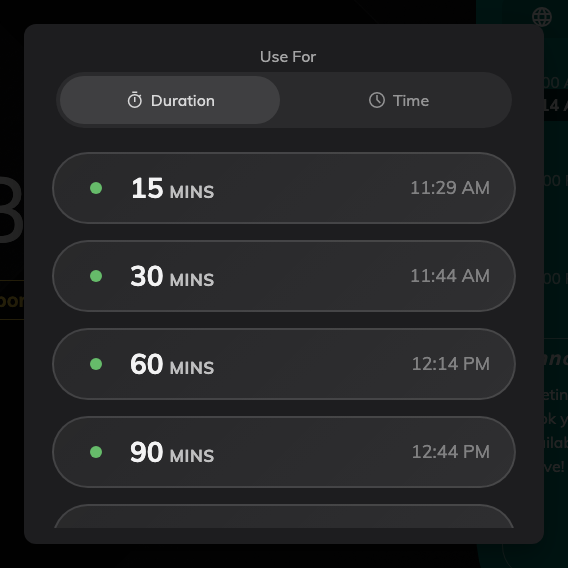 Use For
Duration
Time
15 MINS 11:29 AM
30 MINS 11:44 AM
60 MINS 12:14 PM
90 MINS 12:44 PM